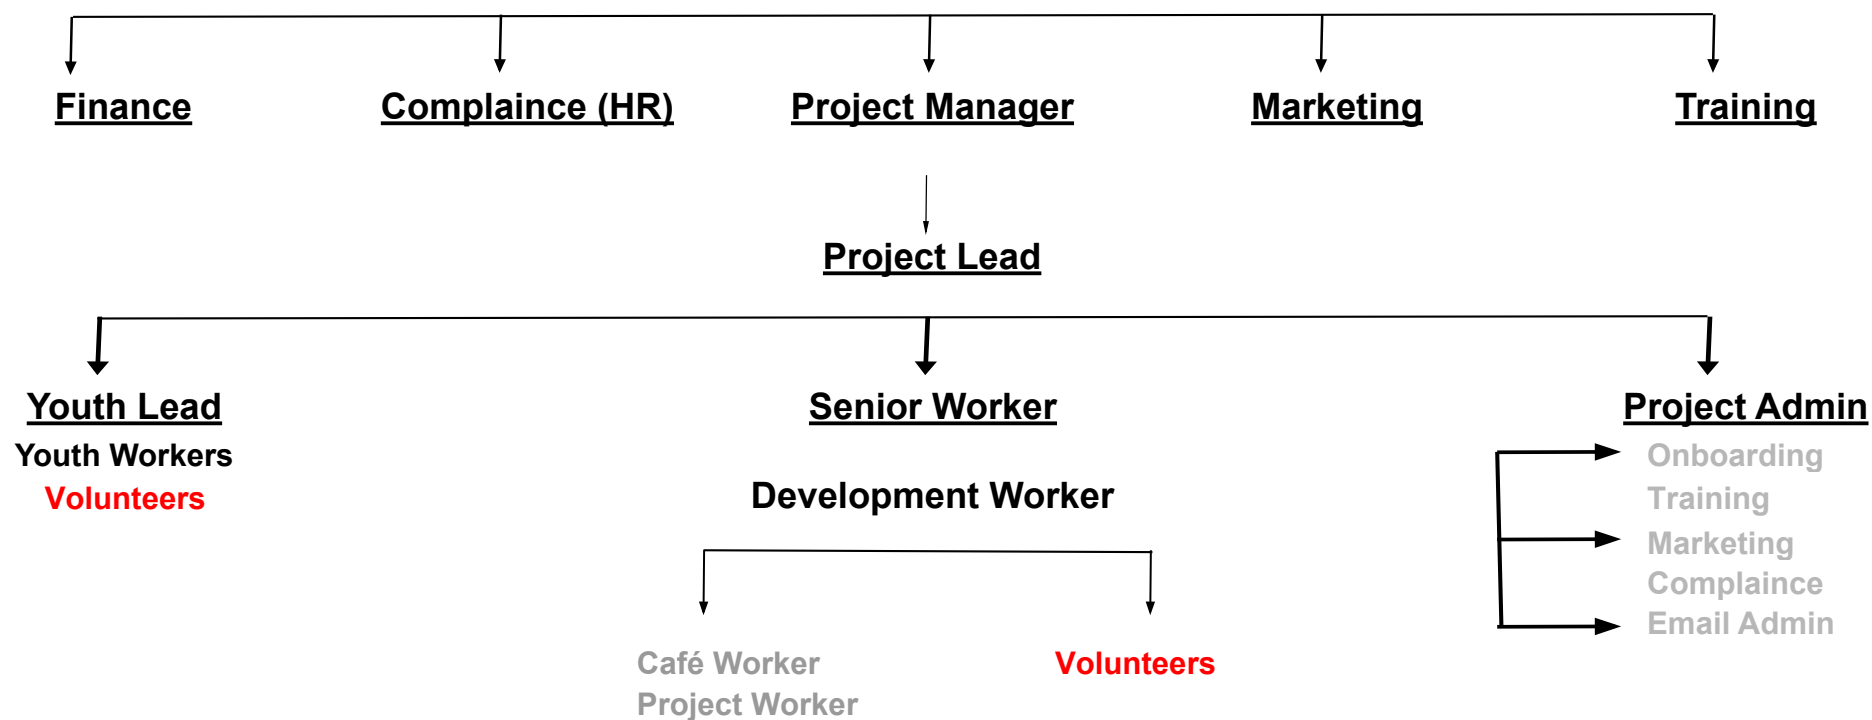 Finance
Complaince (HR)
Project Manager
Marketing
Training
Project Lead
Youth Lead
Youth Workers
Volunteers
Senior Worker
Development Worker
Café Worker
Project Worker
Volunteers
Project Admin
Onboarding
Training
Marketing
Complaince
Email Admin